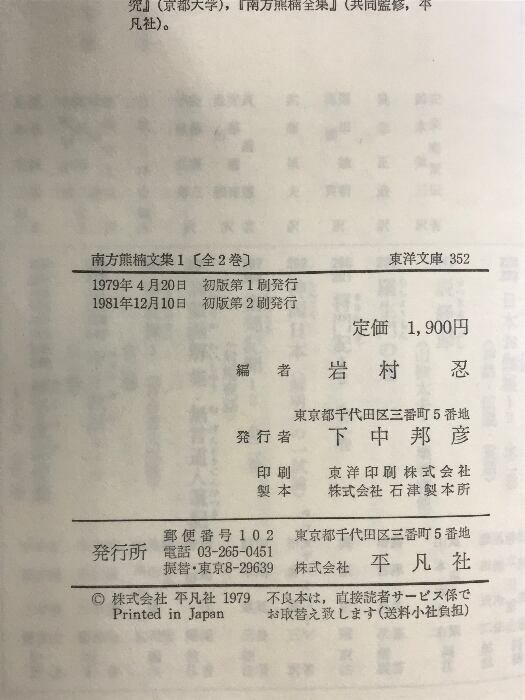 究』(京都大学),『南方熊楠全集』(共同監修, 平
凡社)。
南方熊楠文集1〔全2巻〕 東洋文庫 352
1979年4月20日 初版第1刷発行
1981年12月10日 初版第2刷発行
定価 1,900円
編者 岩村 忍
東京都千代田区三番町5番地
発行者 下中邦彦
印刷 東洋印刷株式会社
製本 株式会社 石津製本所
発行所
郵便番号102 東京都千代田区三番町5番地
電話 03-265-0451
振替・東京8-29639 株式会社 平凡社
© 株式会社 平凡社 1979 不良本は,直接読者サービス係で
Printed in Japan お取替え致します(送料小社負担)